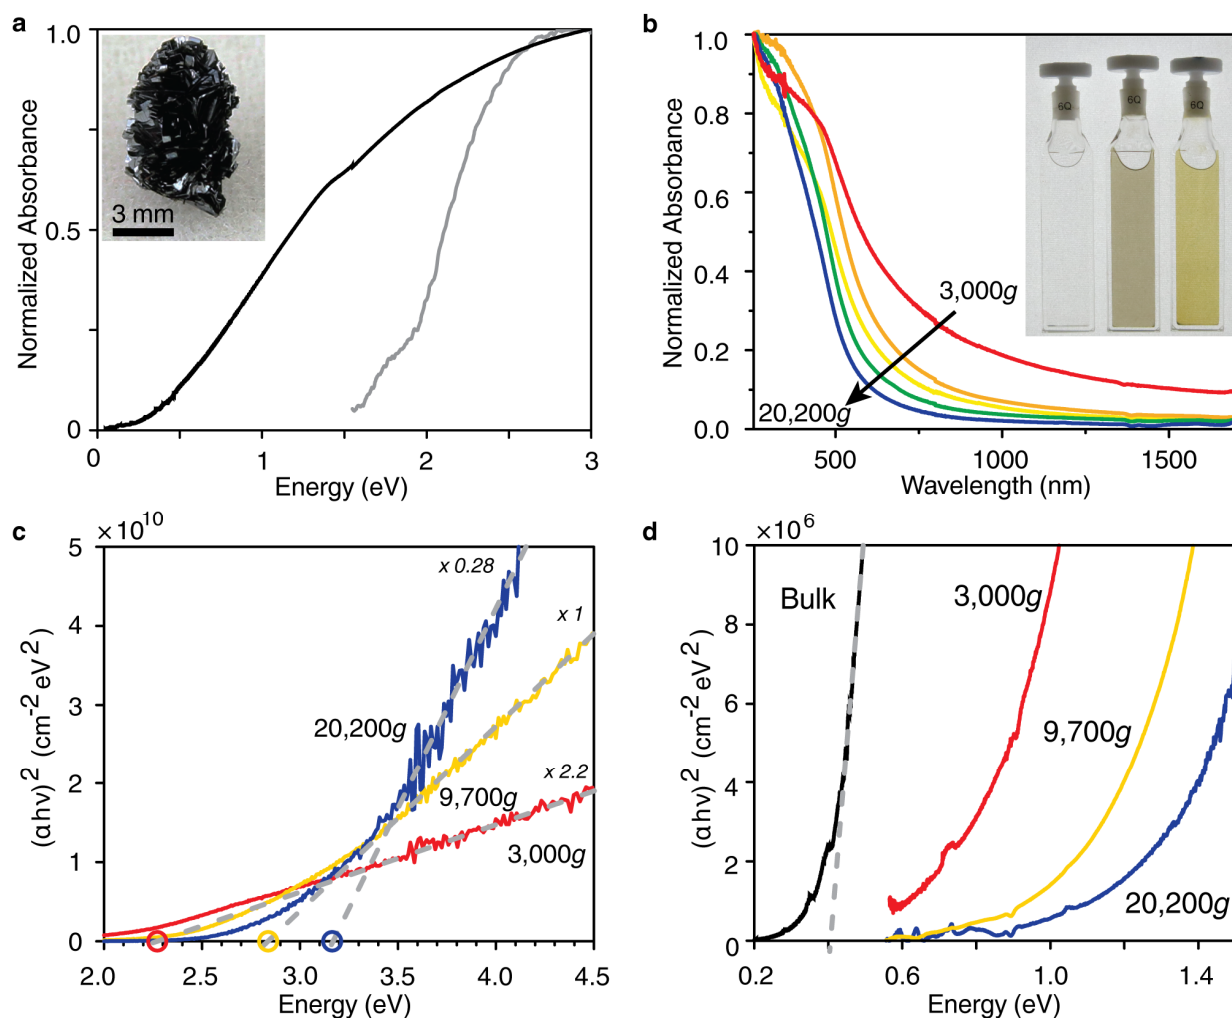 a
Normalized Absorbance
1.0
0.5
0
3 mm
0
1
2
3
Energy (eV)
b
Normalized Absorbance
1.0
0.8
0.6
0.4
0.2
0.0
6Q
6Q
6Q
3,000g
20,200g
500
1000
1500
Wavelength (nm)
c
×10¹⁰
(αhν)² (cm⁻² eV²)
5
4
3
2
1
0
x 0.28
x 1
20,200g
x 2.2
9,700g
3,000g
2.0
2.5
3.0
3.5
4.0
4.5
Energy (eV)
d
×10⁶
(αhν)² (cm⁻² eV²)
10
8
6
4
2
0
Bulk
3,000g
9,700g
20,200g
0.2
0.6
1.0
1.4
Energy (eV)